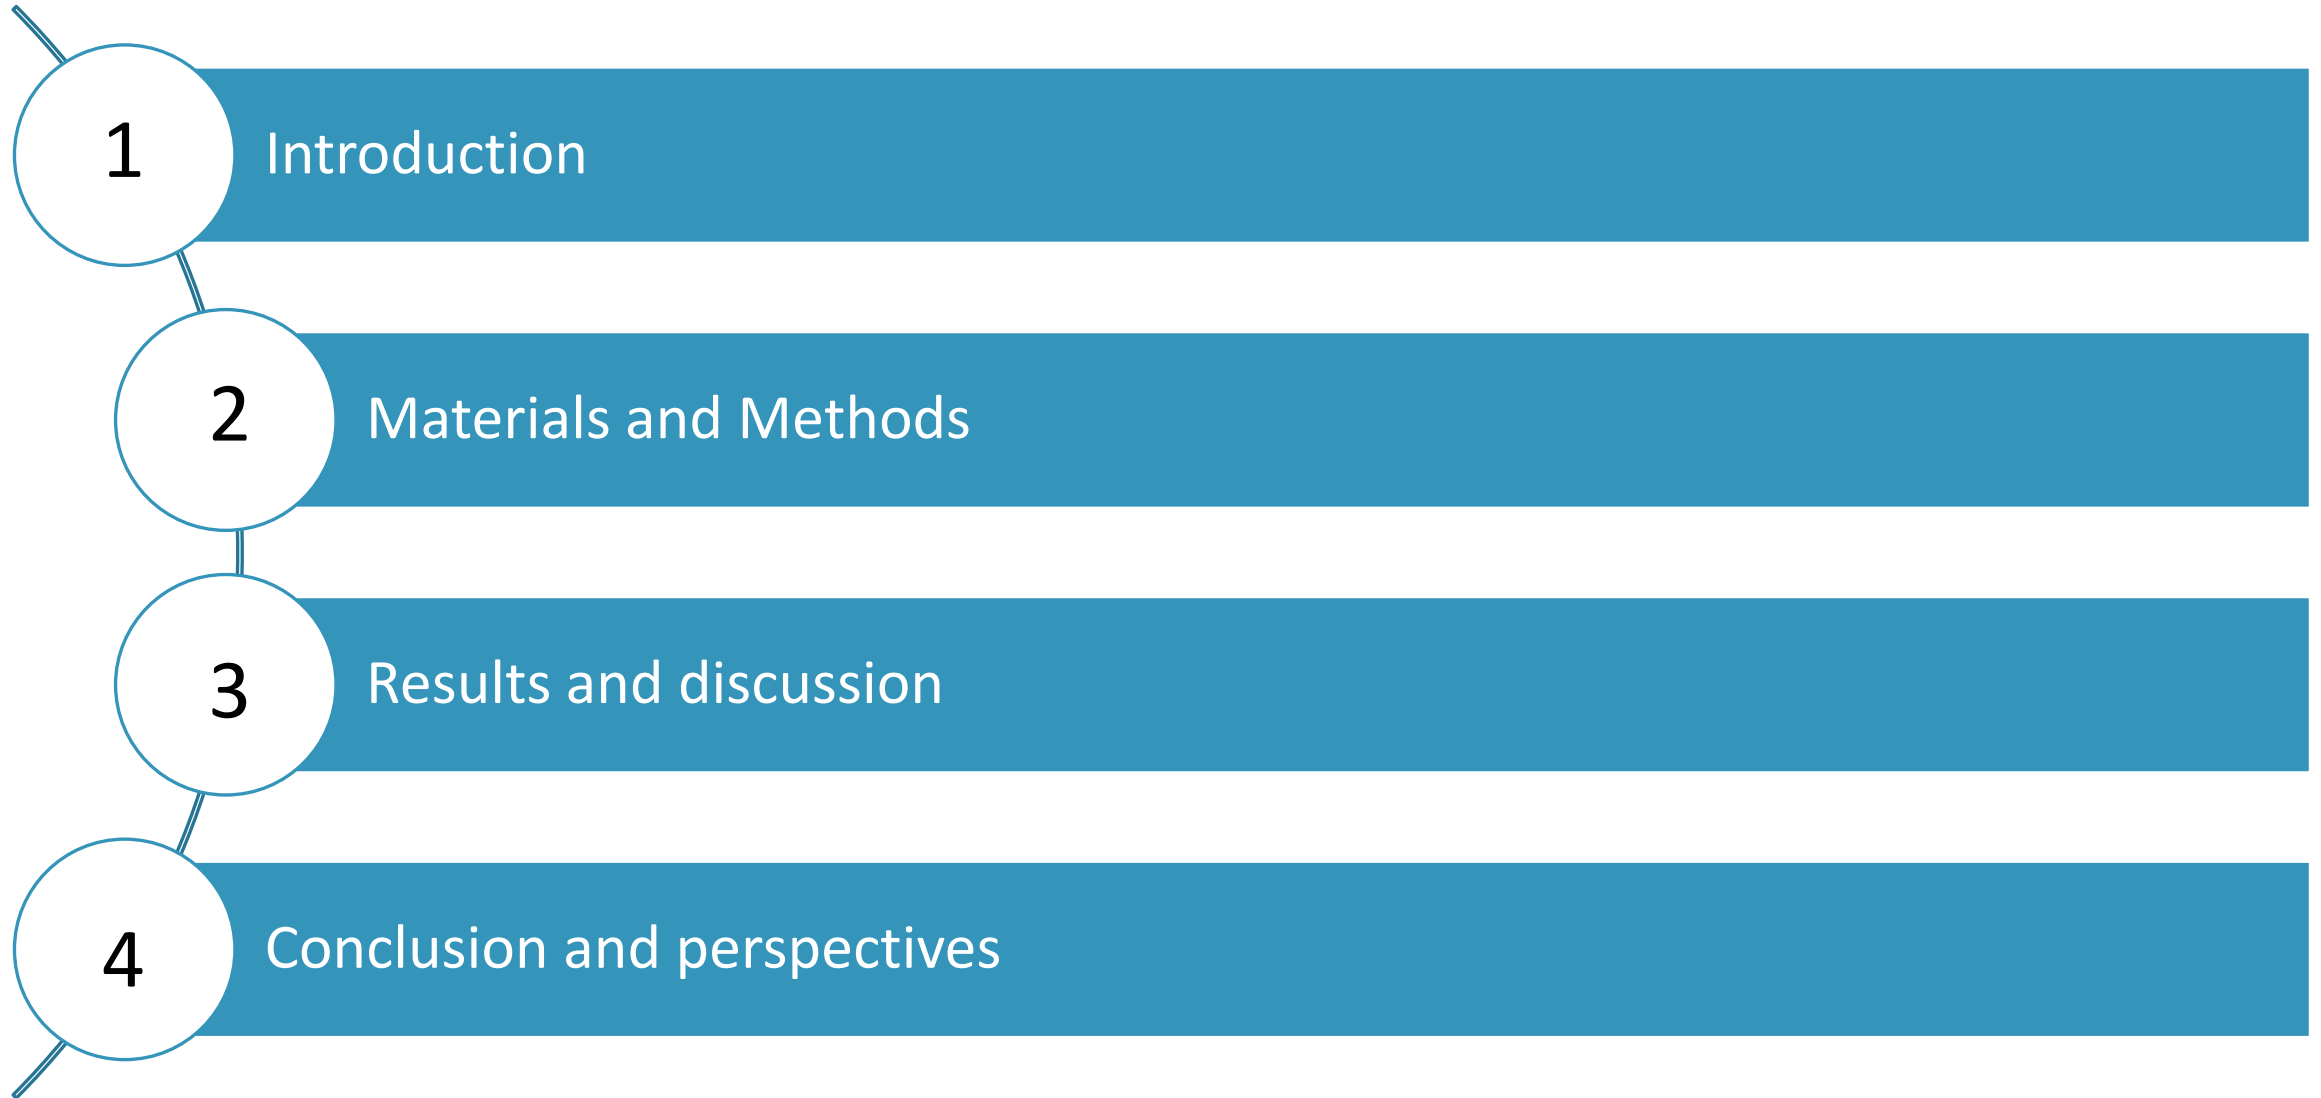 1 Introduction
2 Materials and Methods
3 Results and discussion
4 Conclusion and perspectives